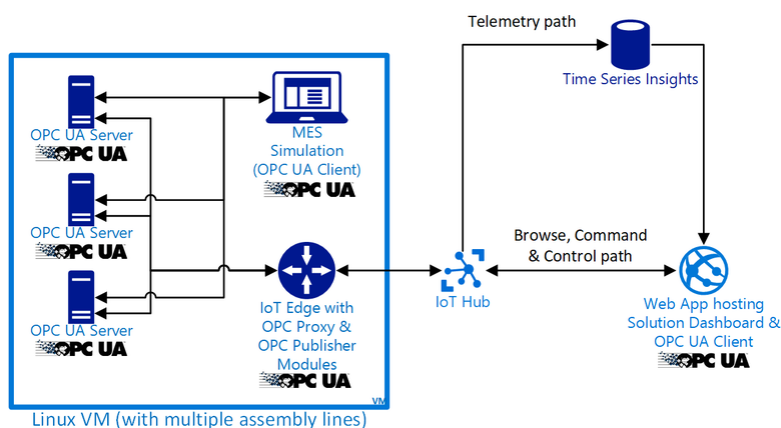 Telemetry path
Time Series Insights
OPC UA Server
OPC UA
MES
Simulation
(OPC UA Client)
OPC UA
OPC UA Server
OPC UA
Browse, Command
& Control path
OPC UA Server
OPC UA
IoT Edge with
OPC Proxy &
OPC Publisher
Modules
OPC UA
IoT Hub
Web App hosting
Solution Dashboard &
OPC UA Client
OPC UA
VM
Linux VM (with multiple assembly lines)